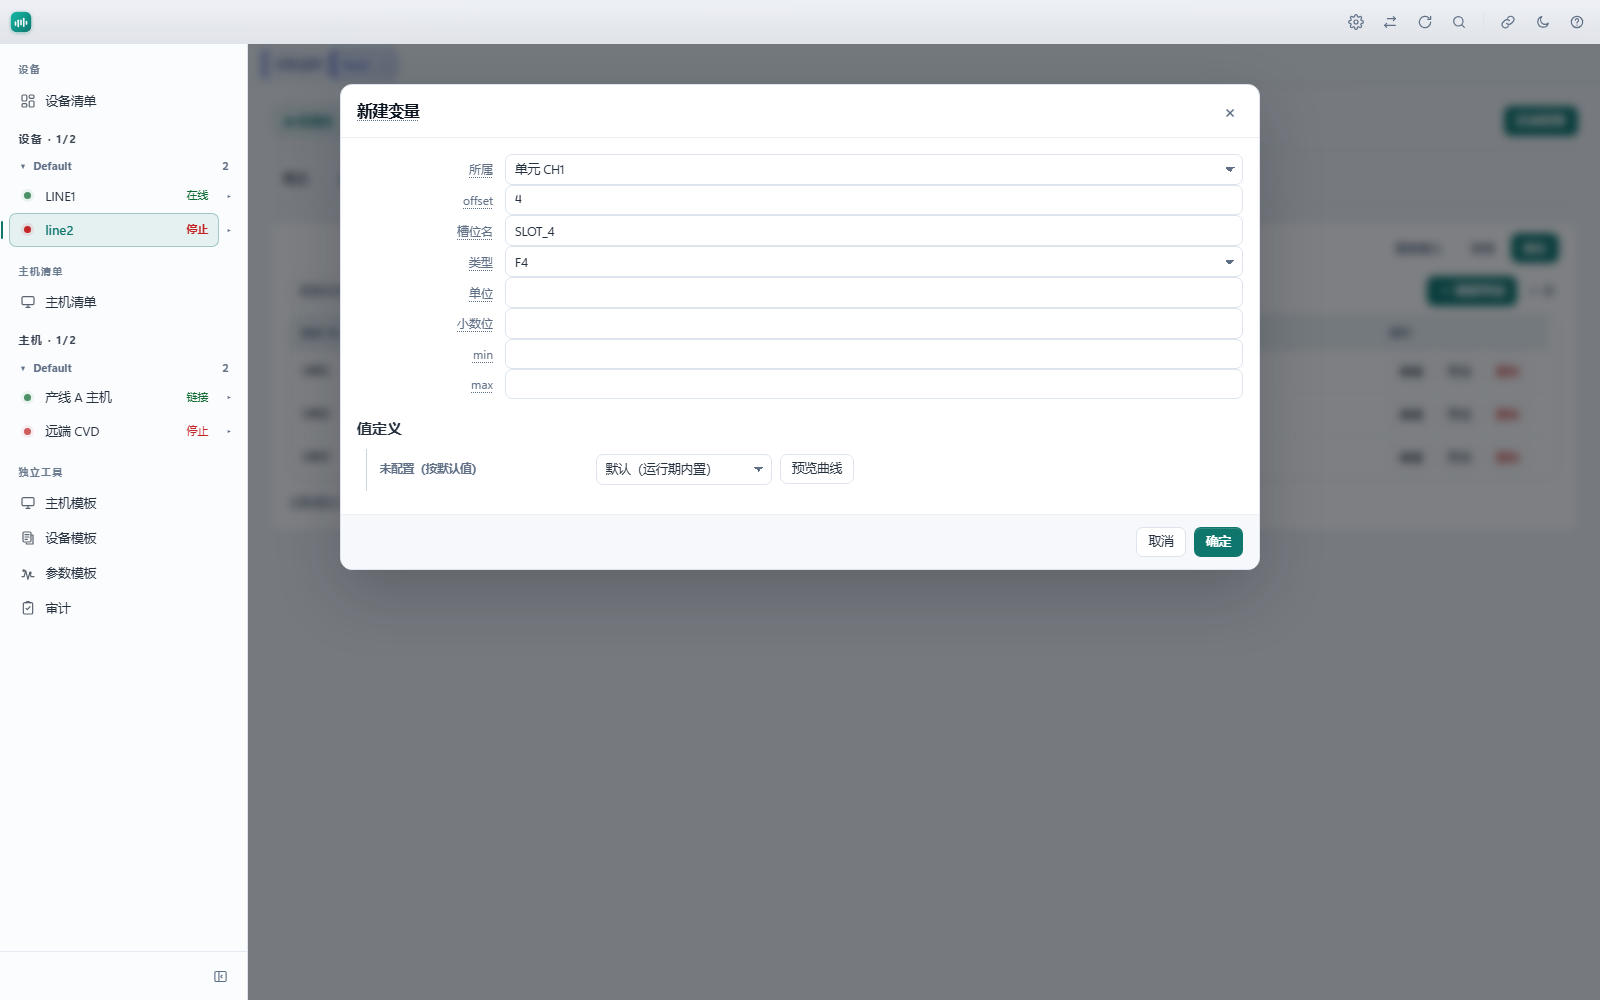 设备
设备清单
设备 · 1/2
Default 2
LINE1 在线
line2 停止
主机清单
主机清单
主机 · 1/2
Default 2
产线 A 主机 链接
远端 CVD 停止
独立工具
主机模板
设备模板
参数模板
审计
新建变量
所属 单元 CH1
offset 4
槽位名 SLOT_4
类型 F4
单位
小数位
min
max
值定义
未配置（按默认值） 默认（运行期内置） 预览曲线
取消 确定